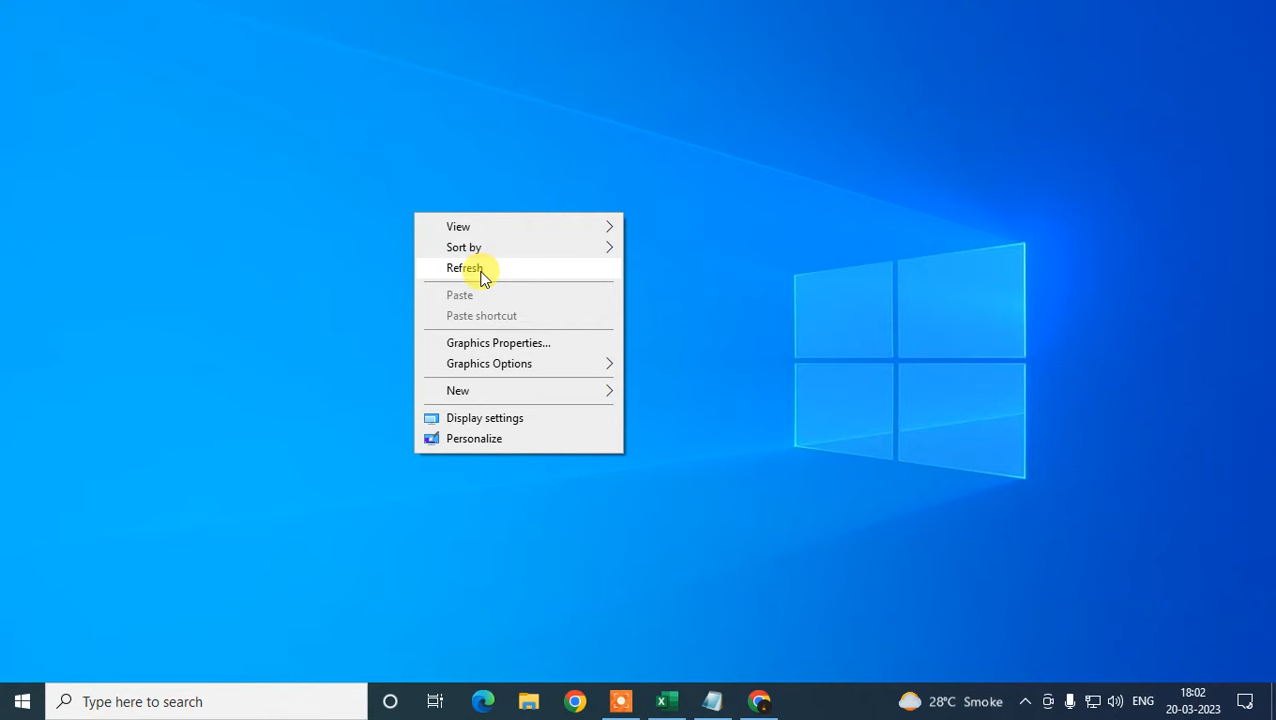 View
Sort by
Refresh
Paste
Paste shortcut
Graphics Properties...
Graphics Options
New
Display settings
Personalize
Type here to search
28°C Smoke
ENG
18:02
20-03-2023